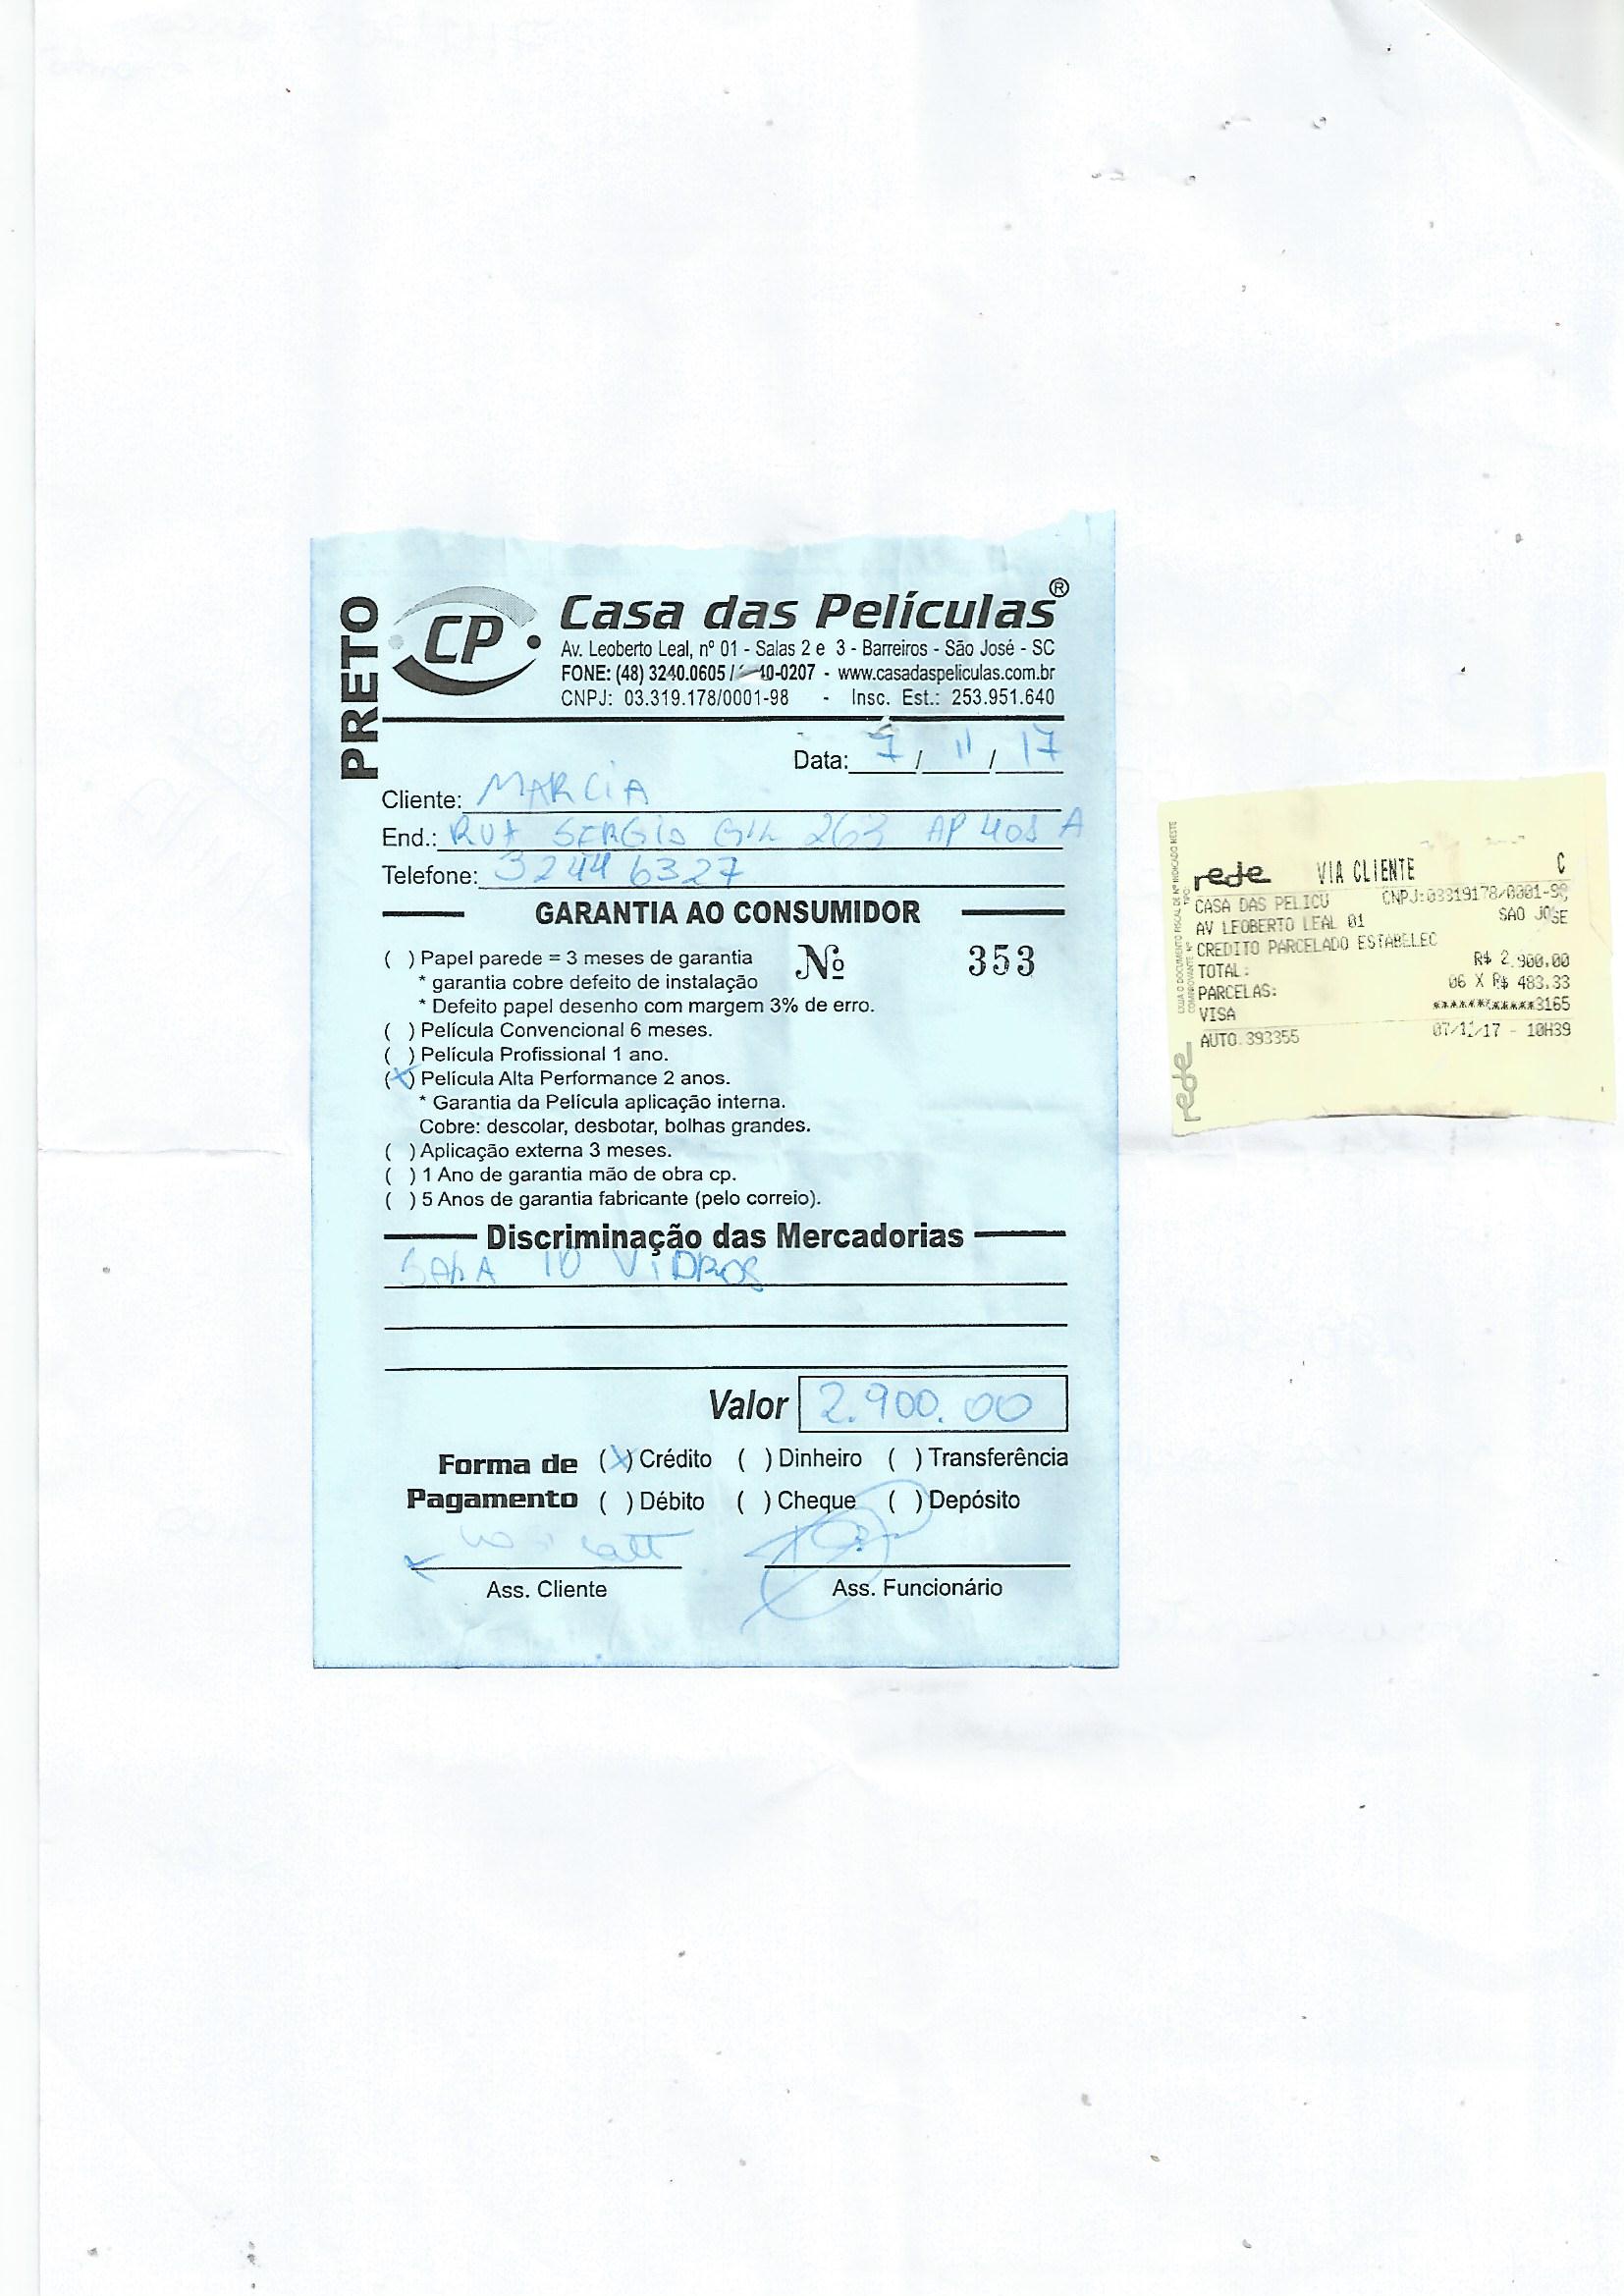 PRETO
CP
Casa das Películas®
Av. Leoberto Leal, nº 01 - Salas 2 e 3 - Barreiros - São José - SC
FONE: (48) 3240.0605 / 40-0207 - www.casadaspeliculas.com.br
CNPJ: 03.319.178/0001-98 - Insc. Est.: 253.951.640
Data: 7 / 11 / 17
Cliente: MARCIA
End.: RUA SERGIO GIL 263 AP 408 A
Telefone: 3244 6327
GARANTIA AO CONSUMIDOR
( ) Papel parede = 3 meses de garantia Nº 353
* garantia cobre defeito de instalação
* Defeito papel desenho com margem 3% de erro.
( ) Película Convencional 6 meses.
( ) Película Profissional 1 ano.
(X) Película Alta Performance 2 anos.
* Garantia da Película aplicação interna.
Cobre: descolar, desbotar, bolhas grandes.
( ) Aplicação externa 3 meses.
( ) 1 Ano de garantia mão de obra cp.
( ) 5 Anos de garantia fabricante (pelo correio).
Discriminação das Mercadorias
SALA 10 VIDROS
Valor 2.900.00
Forma de Pagamento
(X) Crédito ( ) Dinheiro ( ) Transferência
( ) Débito ( ) Cheque ( ) Depósito
Ass. Cliente Ass. Funcionário
rede VIA CLIENTE C
CASA DAS PELICU CNPJ:03319178/0001-98
AV LEOBERTO LEAL 01 SAO JOSE
CREDITO PARCELADO ESTABELEC
TOTAL: R$ 2.900.00
PARCELAS: 06 X R$ 483.33
VISA ************3165
AUTO.393355 07/11/17 - 10H39
rede